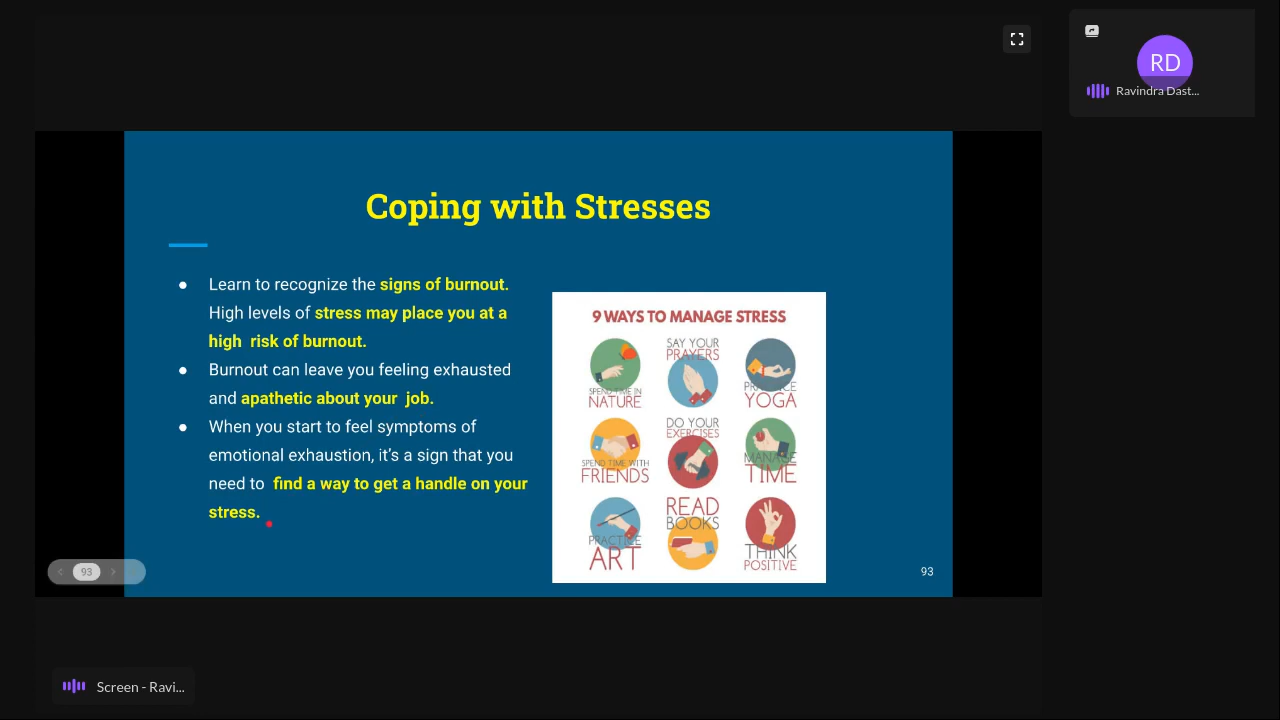 RD
Ravindra Dast...
Coping with Stresses
● Learn to recognize the signs of burnout.
High levels of stress may place you at a
high risk of burnout.
● Burnout can leave you feeling exhausted
and apathetic about your job.
● When you start to feel symptoms of
emotional exhaustion, it's a sign that you
need to find a way to get a handle on your
stress.
9 WAYS TO MANAGE STRESS
SPEND TIME IN
NATURE
SAY YOUR
PRAYERS
PRACTICE
YOGA
SPEND TIME WITH
FRIENDS
DO YOUR
EXERCISES
MANAGE
TIME
PRACTICE
ART
READ
BOOKS
THINK
POSITIVE
93
93
Screen - Ravi...